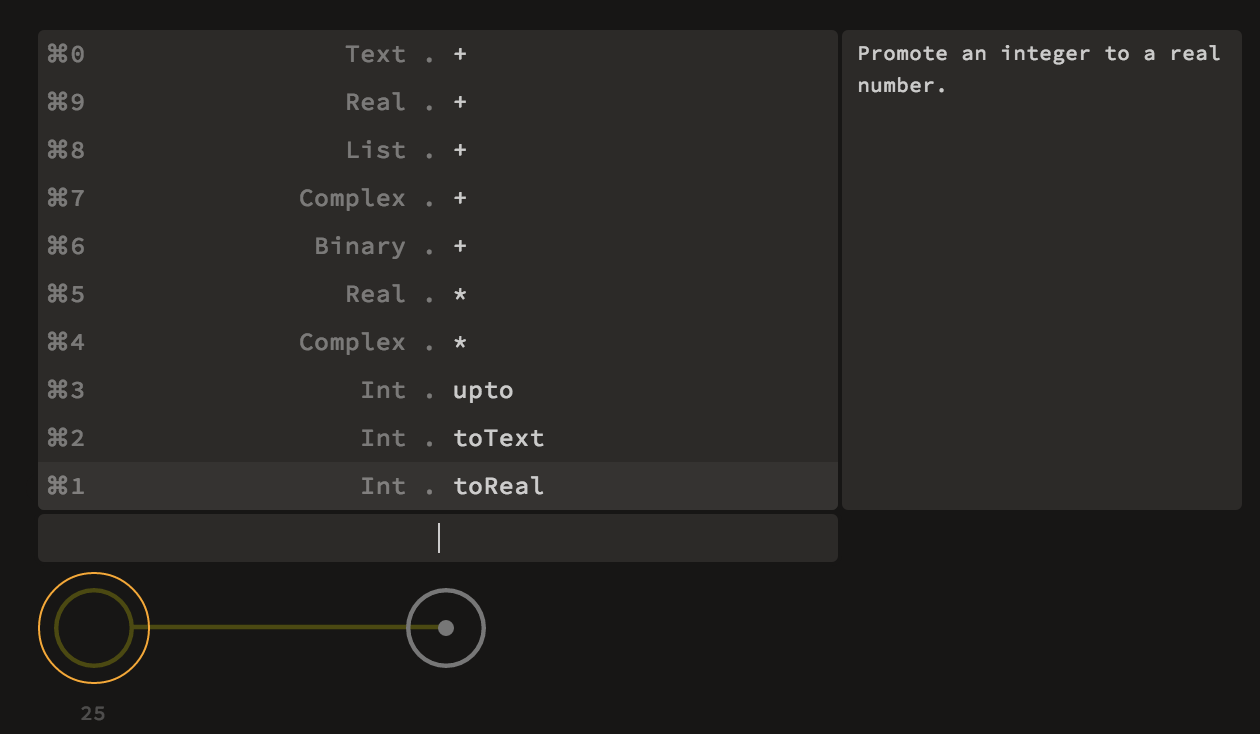 ⌘0 Text . +
⌘9 Real . +
⌘8 List . +
⌘7 Complex . +
⌘6 Binary . +
⌘5 Real . *
⌘4 Complex . *
⌘3 Int . upto
⌘2 Int . toText
⌘1 Int . toReal
Promote an integer to a real
number.
25